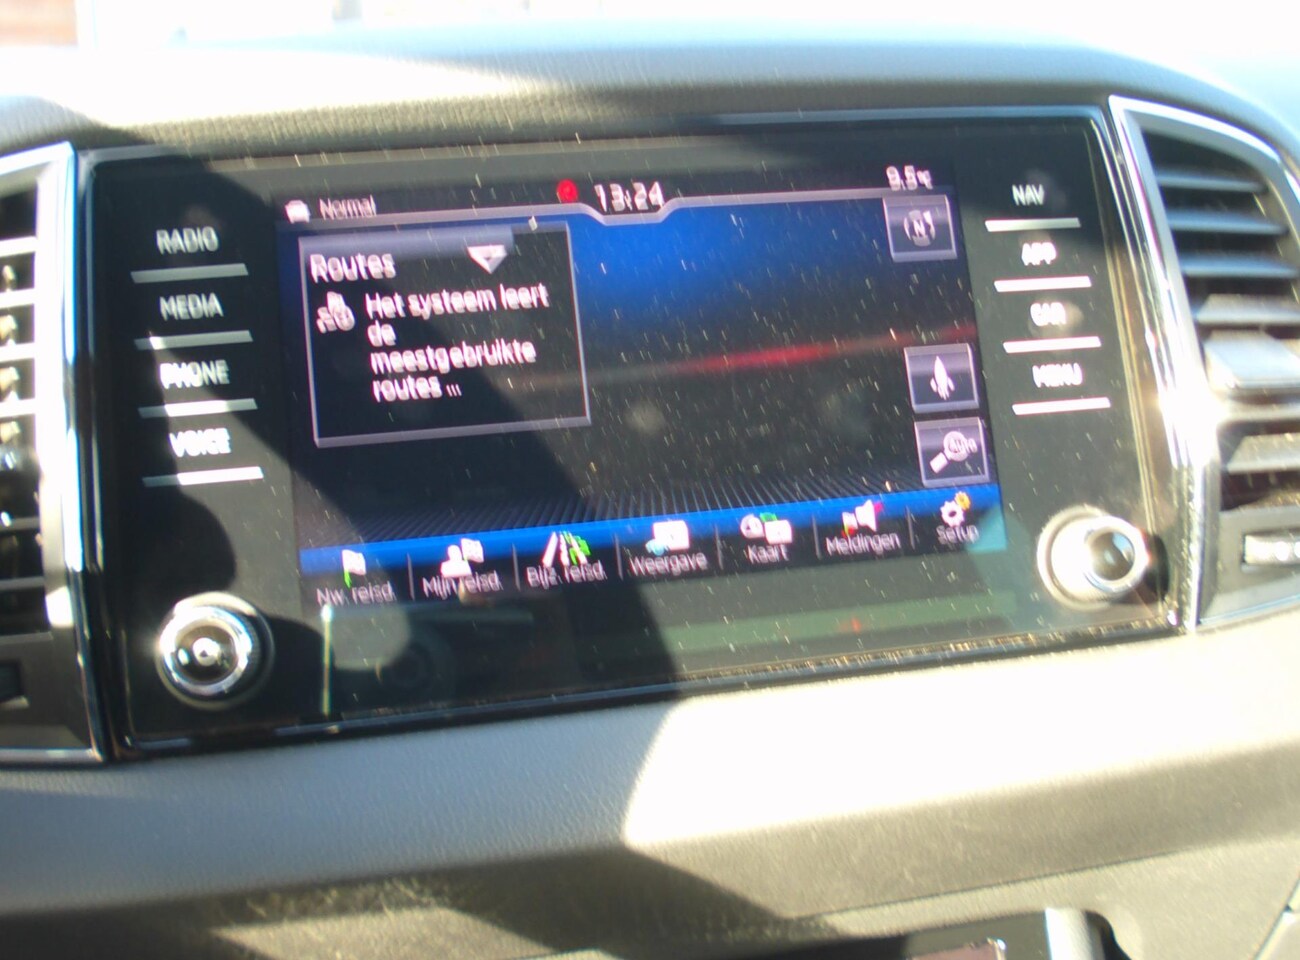 Normal
13:24
9.5°C
N
RADIO
MEDIA
PHONE
VOICE
Routes
Het systeem leert
de
meestgebruikte
routes ...
NAV
APP
CAR
MENU
Auto
Nw. reisd.
Mijn reisd.
Bijz. reisd.
Weergave
Kaart
Meldingen
Setup